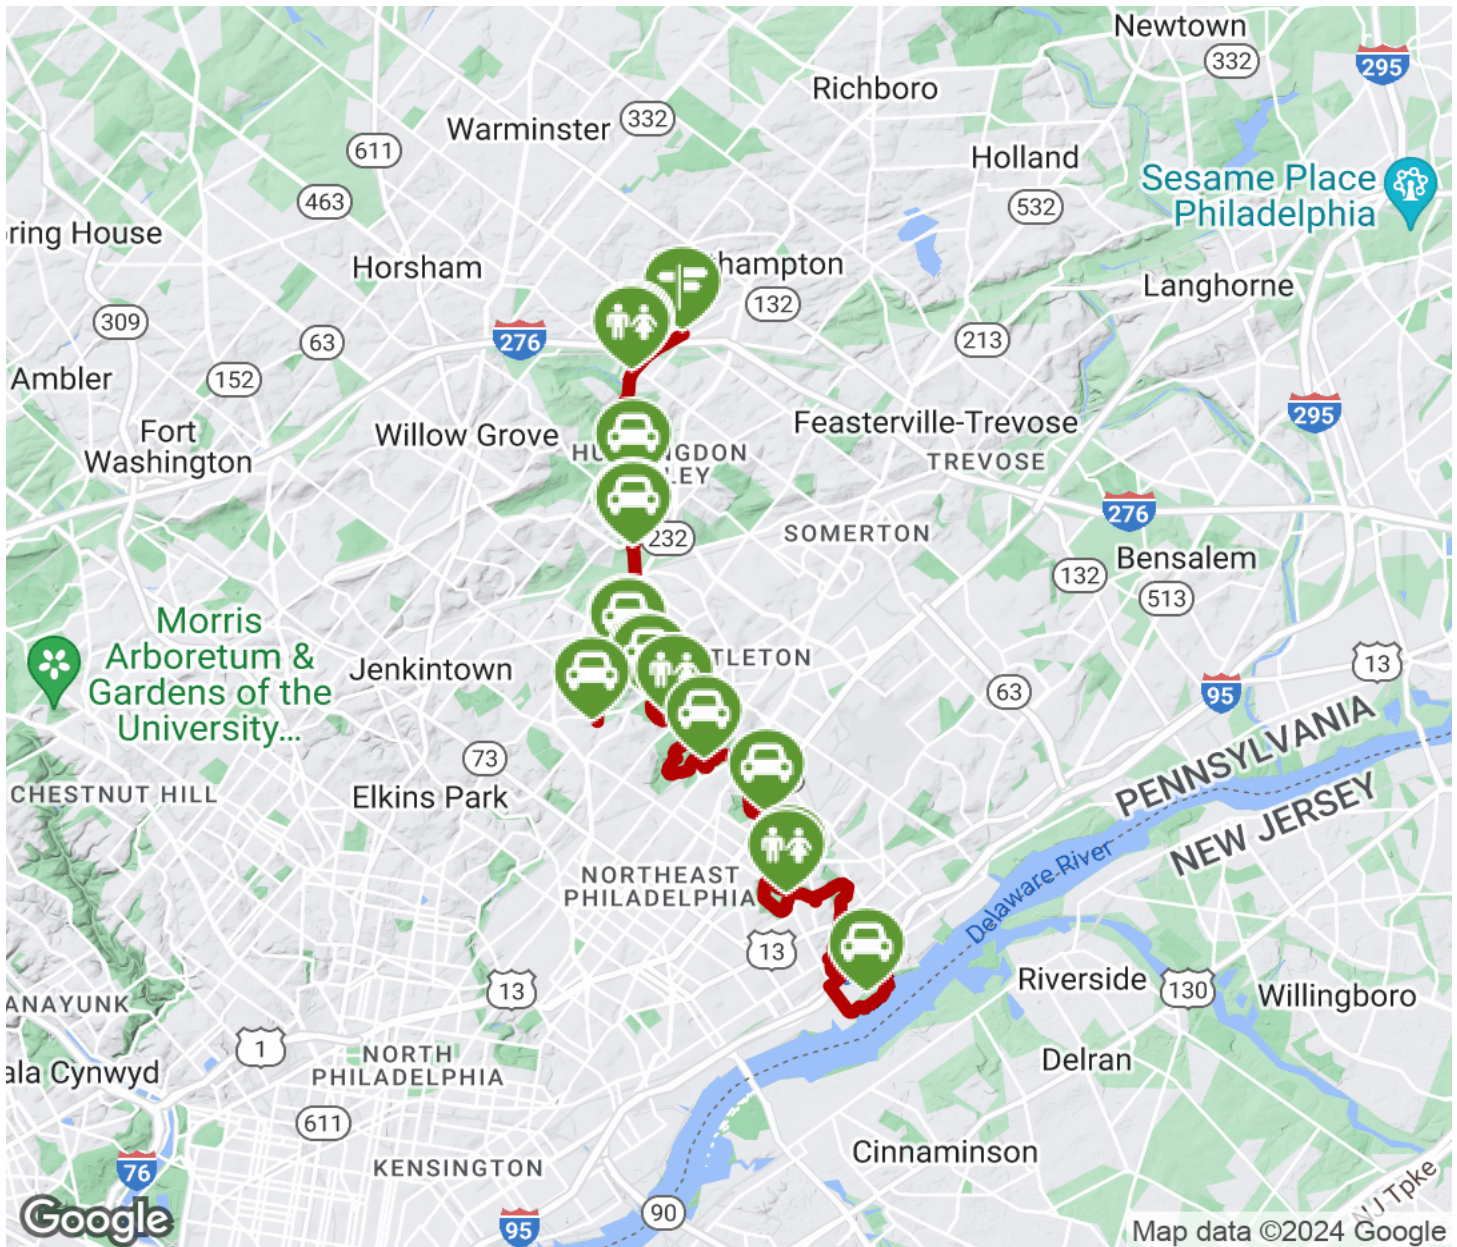 Newtown
332
295
Richboro
332
Warminster
611
Holland
Sesame Place
Philadelphia
463
532
ring House
Horsham
hampton
132
Langhorne
309
63
276
213
Ambler
152
295
Feasterville-Trevose
Fort
Washington
Willow Grove
HU NGDON
LEY
TREVOSE
276
232
SOMERTON
Bensalem
132
513
Morris
Arboretum &
Gardens of the
University...
Jenkintown
TLETON
13
63
95
PENNSYLVANIA
73
CHESTNUT HILL
Elkins Park
NEW JERSEY
Delaware River
NORTHEAST
PHILADELPHIA
13
13
Riverside
130
Willingboro
ANAYUNK
1
NORTH
PHILADELPHIA
Delran
ala Cynwyd
611
Cinnaminson
KENSINGTON
76
90
95
NJ Tpke
Google
Map data ©2024 Google